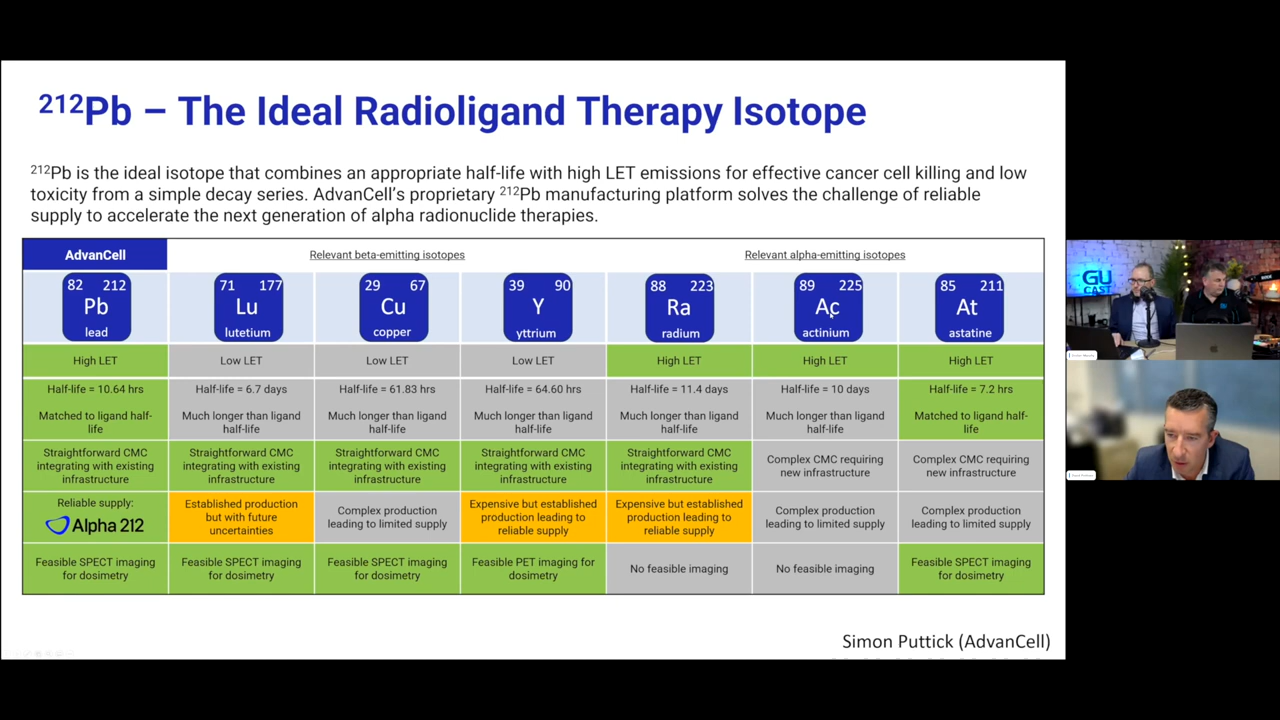 212Pb – The Ideal Radioligand Therapy Isotope
212Pb is the ideal isotope that combines an appropriate half-life with high LET emissions for effective cancer cell killing and low
toxicity from a simple decay series. AdvanCell's proprietary 212Pb manufacturing platform solves the challenge of reliable
supply to accelerate the next generation of alpha radionuclide therapies.
AdvanCell
Relevant beta-emitting isotopes
Relevant alpha-emitting isotopes
82 212
Pb
lead
71 177
Lu
lutetium
29 67
Cu
copper
39 90
Y
yttrium
88 223
Ra
radium
89 225
Ac
actinium
85 211
At
astatine
High LET
Low LET
Low LET
Low LET
High LET
High LET
High LET
Half-life = 10.64 hrs
Matched to ligand half-
life
Half-life = 6.7 days
Much longer than ligand
half-life
Half-life = 61.83 hrs
Much longer than ligand
half-life
Half-life = 64.60 hrs
Much longer than ligand
half-life
Half-life = 11.4 days
Much longer than ligand
half-life
Half-life = 10 days
Much longer than ligand
half-life
Half-life = 7.2 hrs
Matched to ligand half-
life
Straightforward CMC
integrating with existing
infrastructure
Straightforward CMC
integrating with existing
infrastructure
Straightforward CMC
integrating with existing
infrastructure
Straightforward CMC
integrating with existing
infrastructure
Straightforward CMC
integrating with existing
infrastructure
Complex CMC requiring
new infrastructure
Complex CMC requiring
new infrastructure
Reliable supply:
Alpha 212
Established production
but with future
uncertainties
Complex production
leading to limited supply
Expensive but established
production leading to
reliable supply
Expensive but established
production leading to
reliable supply
Complex production
leading to limited supply
Complex production
leading to limited supply
Feasible SPECT imaging
for dosimetry
Feasible SPECT imaging
for dosimetry
Feasible SPECT imaging
for dosimetry
Feasible PET imaging for
dosimetry
No feasible imaging
No feasible imaging
Feasible SPECT imaging
for dosimetry
Simon Puttick (AdvanCell)
GU
CAST